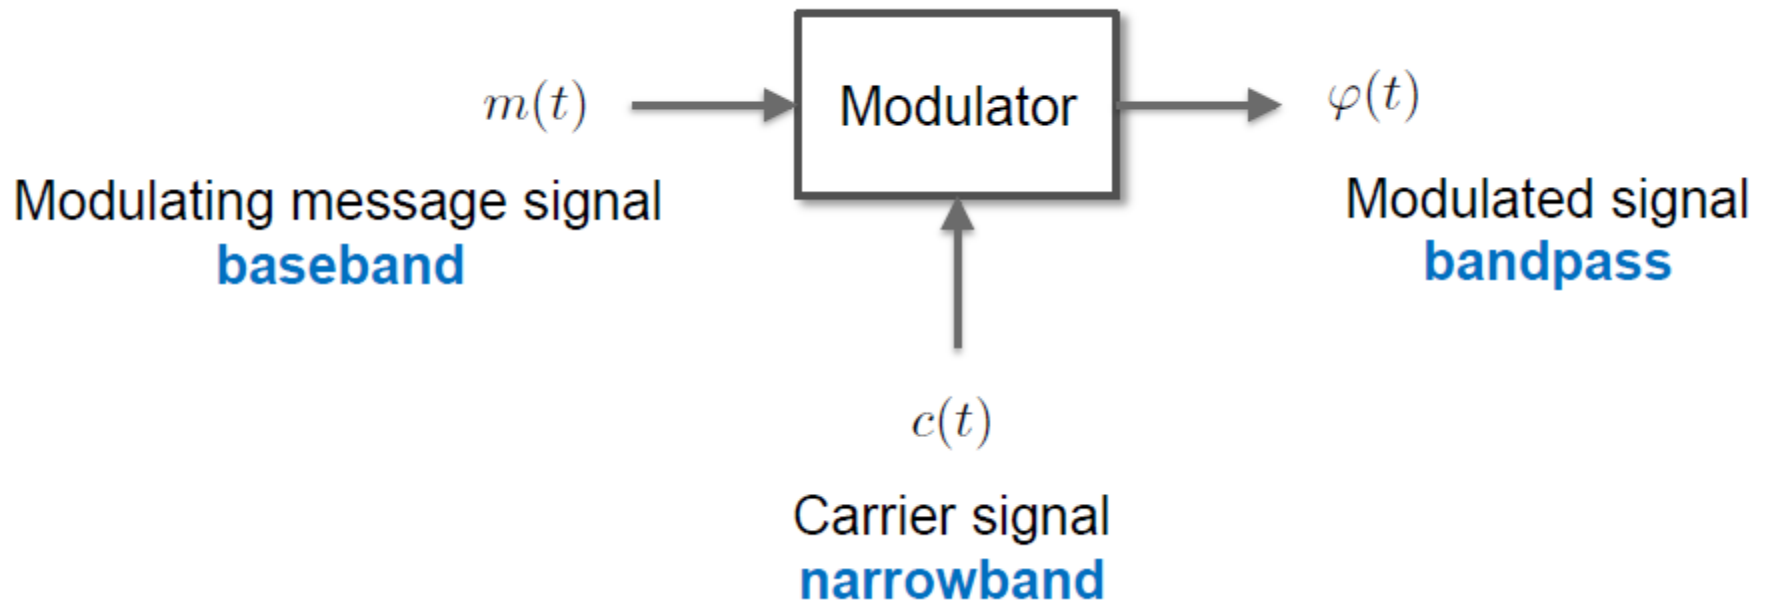 m(t)
Modulator
φ(t)
Modulating message signal
baseband
Modulated signal
bandpass
c(t)
Carrier signal
narrowband